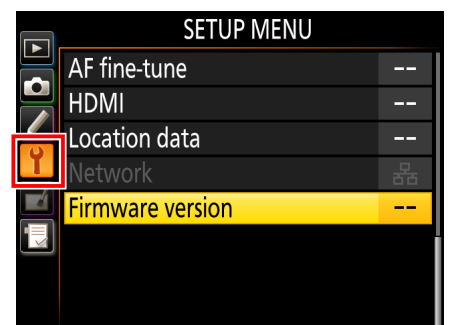 SETUP MENU
AF fine-tune --
HDMI --
Location data --
Network
Firmware version --